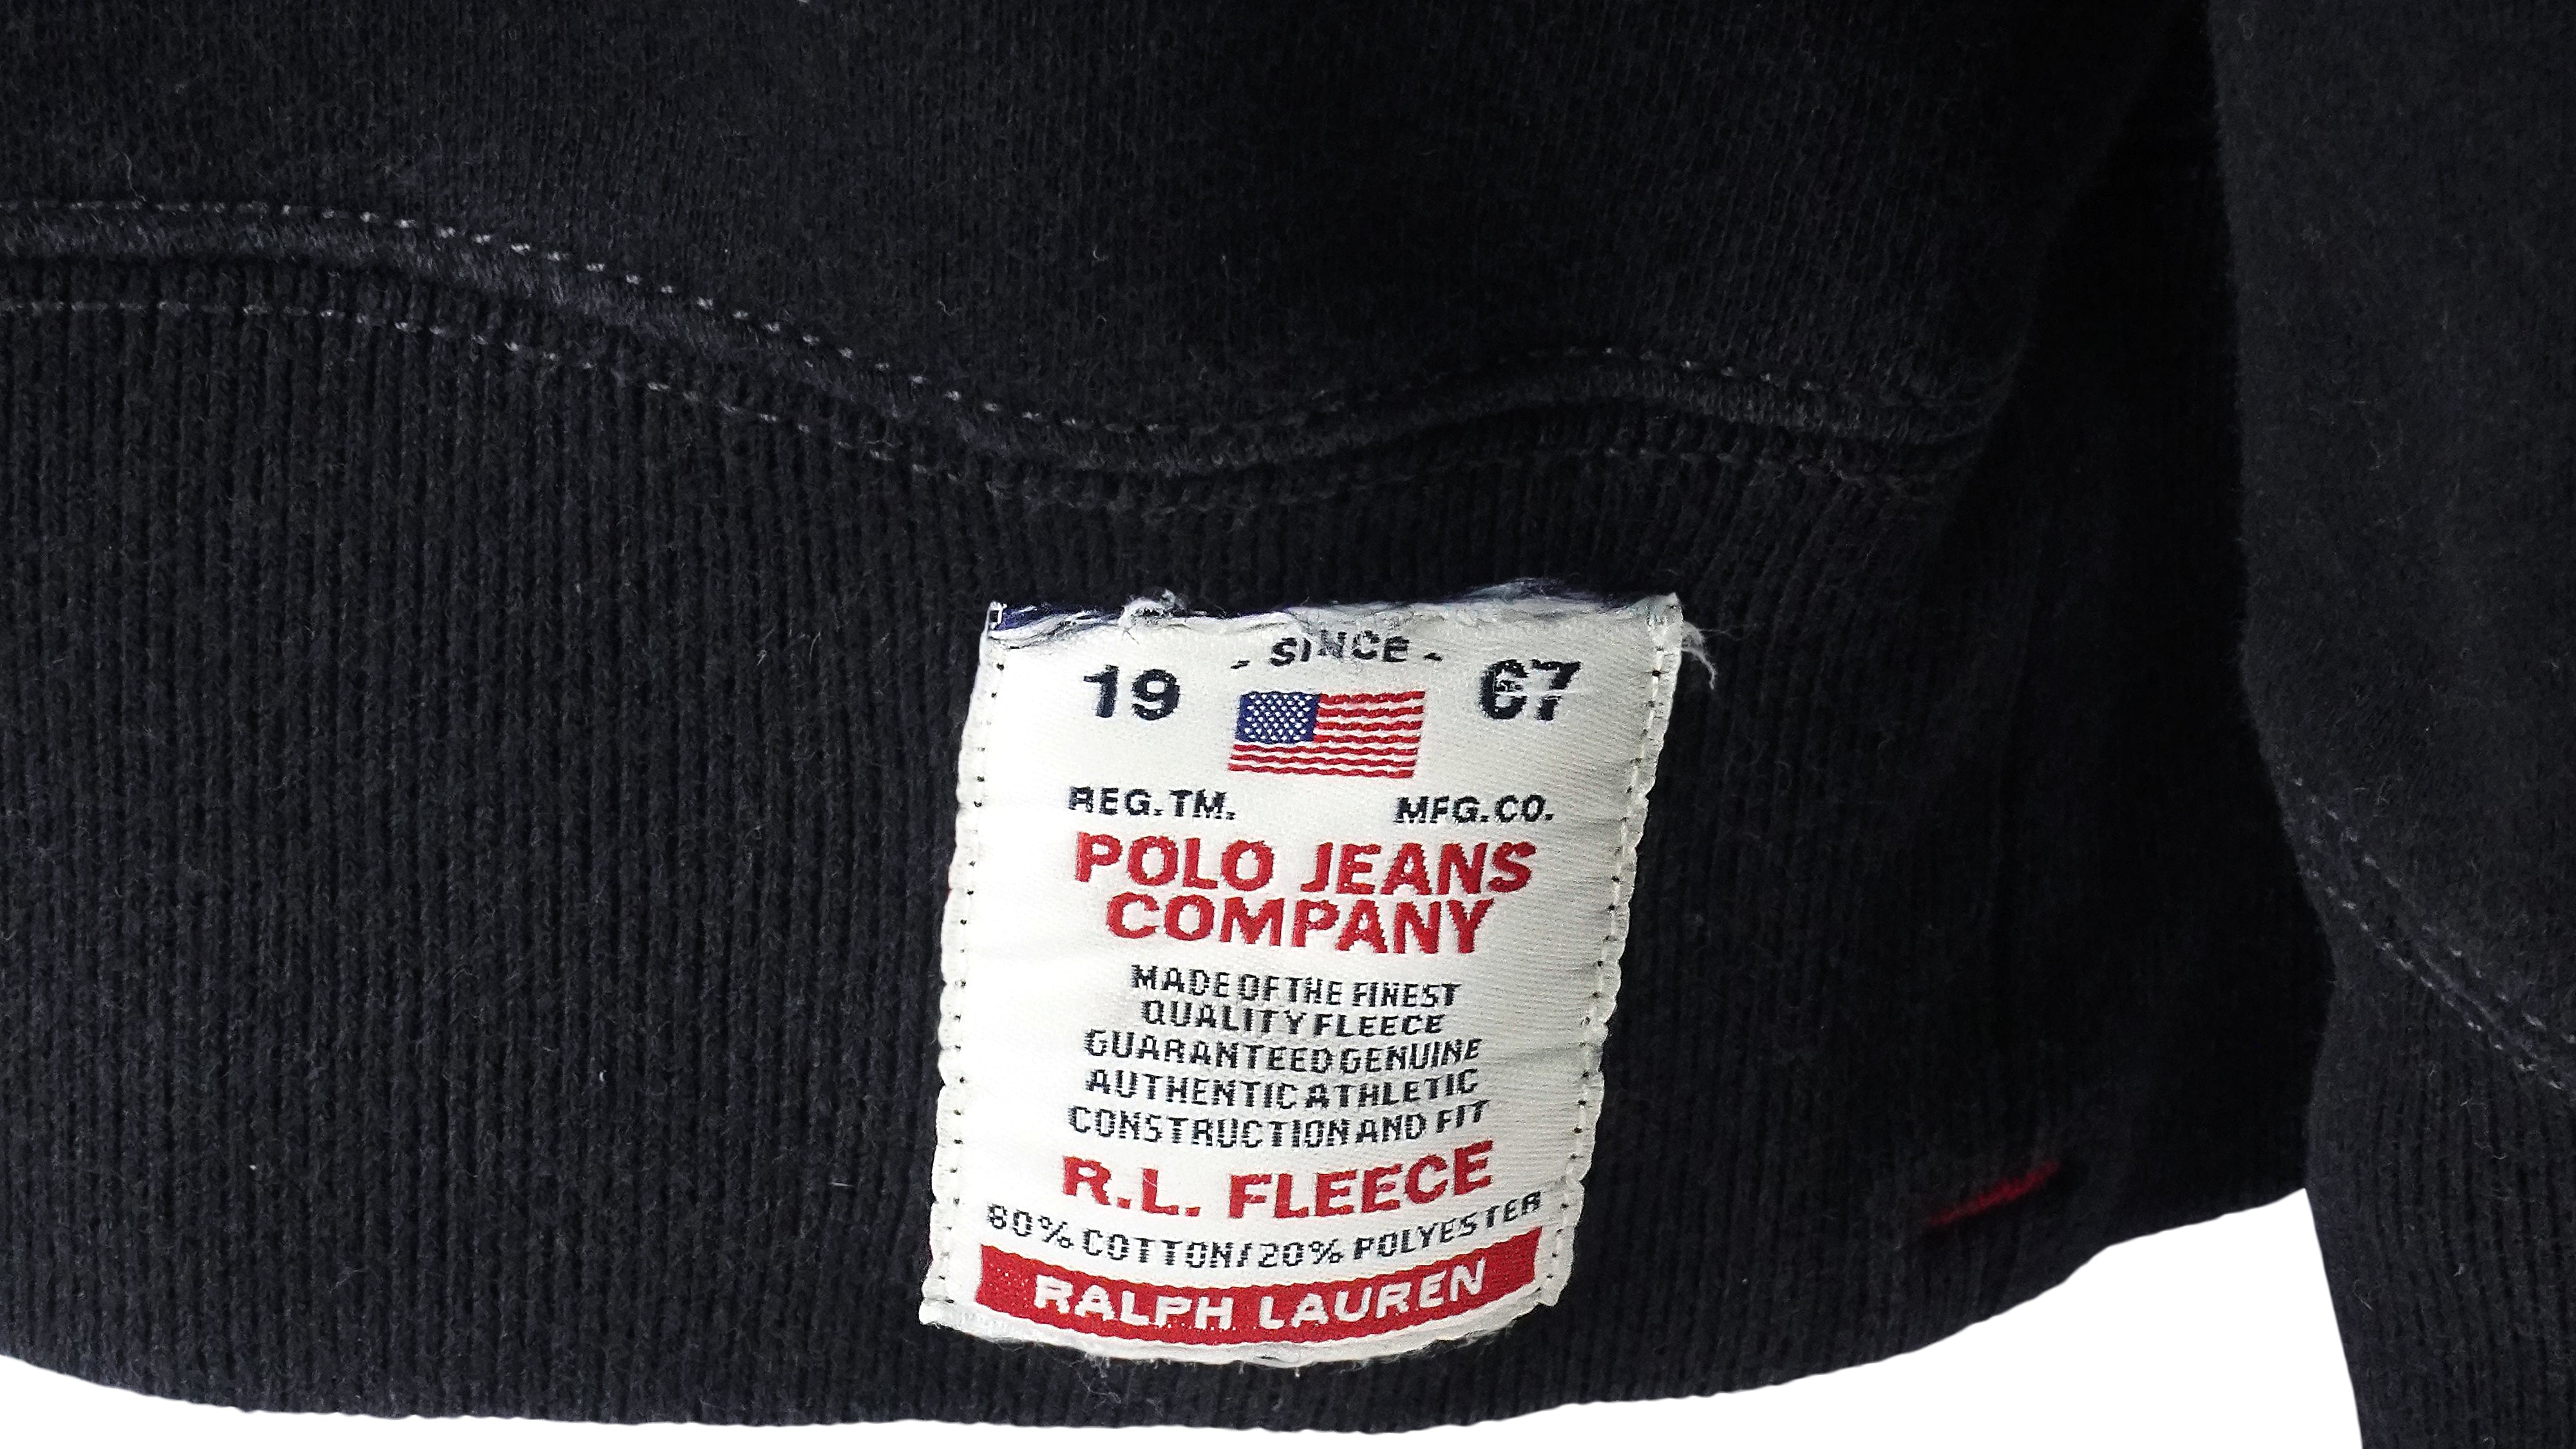 - SINCE -
19 67
REG.TM. MFG.CO.
POLO JEANS
COMPANY
MADE OF THE FINEST
QUALITY FLEECE
GUARANTEED GENUINE
AUTHENTIC ATHLETIC
CONSTRUCTION AND FIT
R.L. FLEECE
80% COTTON/20% POLYESTER
RALPH LAUREN